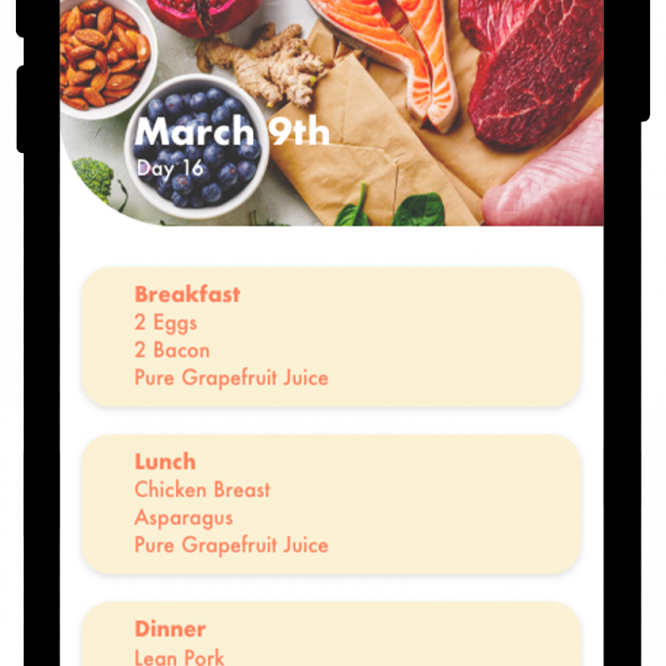 March 9th
Day 16
Breakfast
2 Eggs
2 Bacon
Pure Grapefruit Juice
Lunch
Chicken Breast
Asparagus
Pure Grapefruit Juice
Dinner
Lean Pork